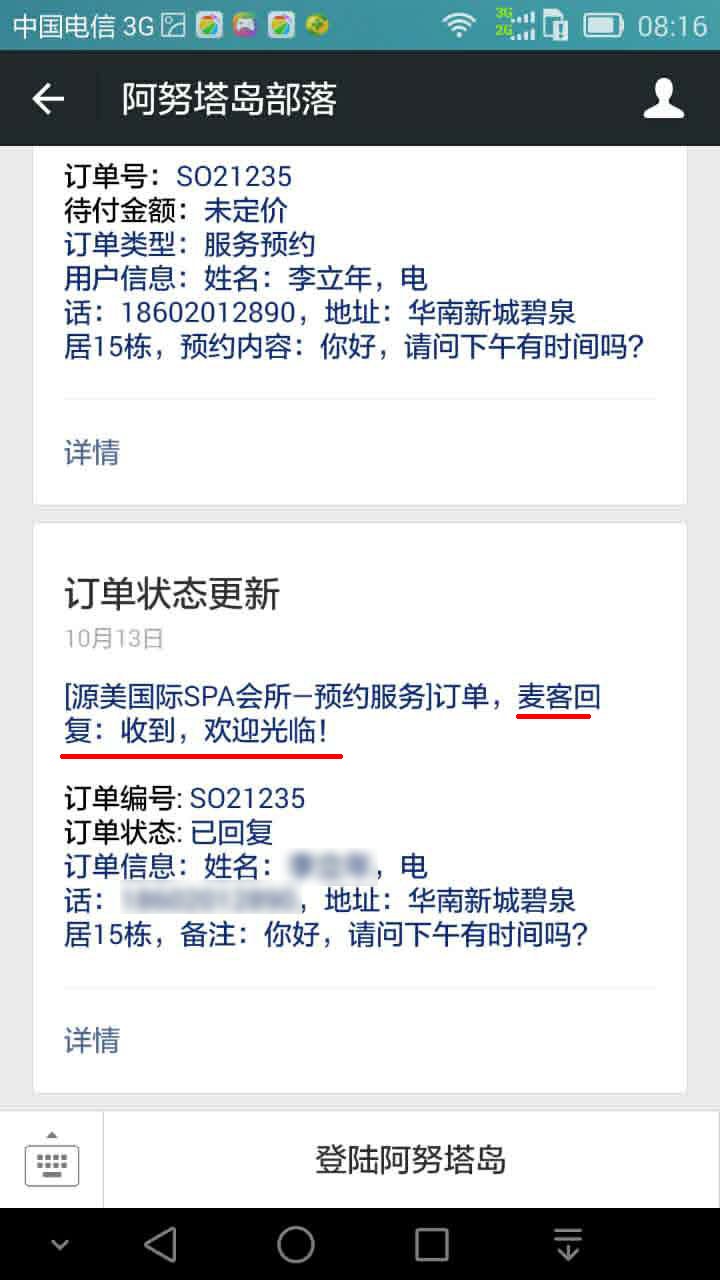 中国电信 3G 08:16
阿努塔岛部落
订单号：SO21235
待付金额：未定价
订单类型：服务预约
用户信息：姓名：李立年，电
话：18602012890，地址：华南新城碧泉
居15栋，预约内容：你好，请问下午有时间吗?
详情
订单状态更新
10月13日
[源美国际SPA会所—预约服务]订单，麦客回
复：收到，欢迎光临!
订单编号: SO21235
订单状态: 已回复
订单信息：姓名： ，电
话： ，地址：华南新城碧泉
居15栋，备注：你好，请问下午有时间吗?
详情
登陆阿努塔岛